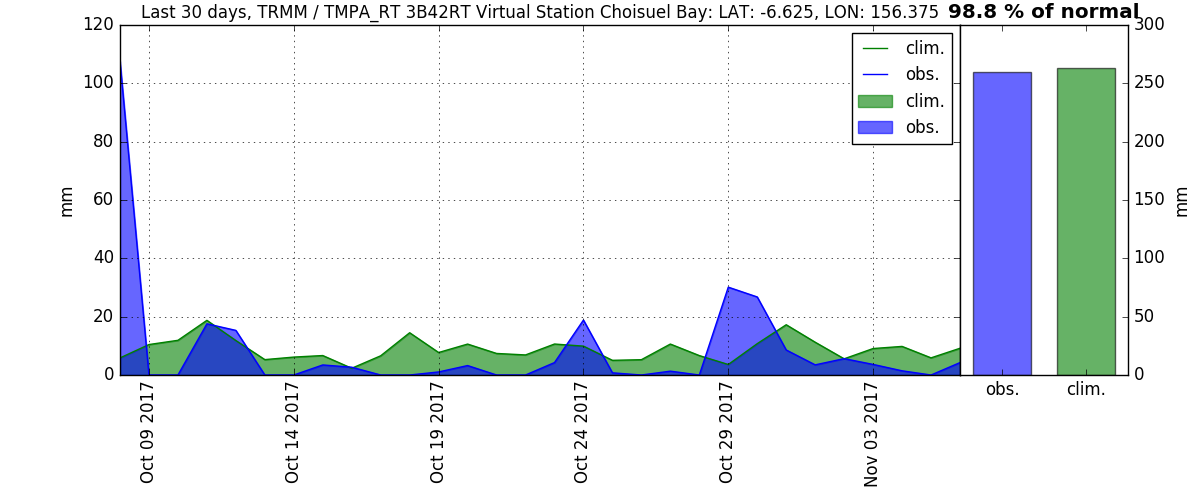 Last 30 days, TRMM / TMPA_RT 3B42RT Virtual Station Choisuel Bay: LAT: -6.625, LON: 156.375
98.8 % of normal
120
100
80
60
40
20
0
mm
Oct 09 2017
Oct 14 2017
Oct 19 2017
Oct 24 2017
Oct 29 2017
Nov 03 2017
clim.
obs.
clim.
obs.
300
250
200
150
100
50
0
mm
obs.
clim.